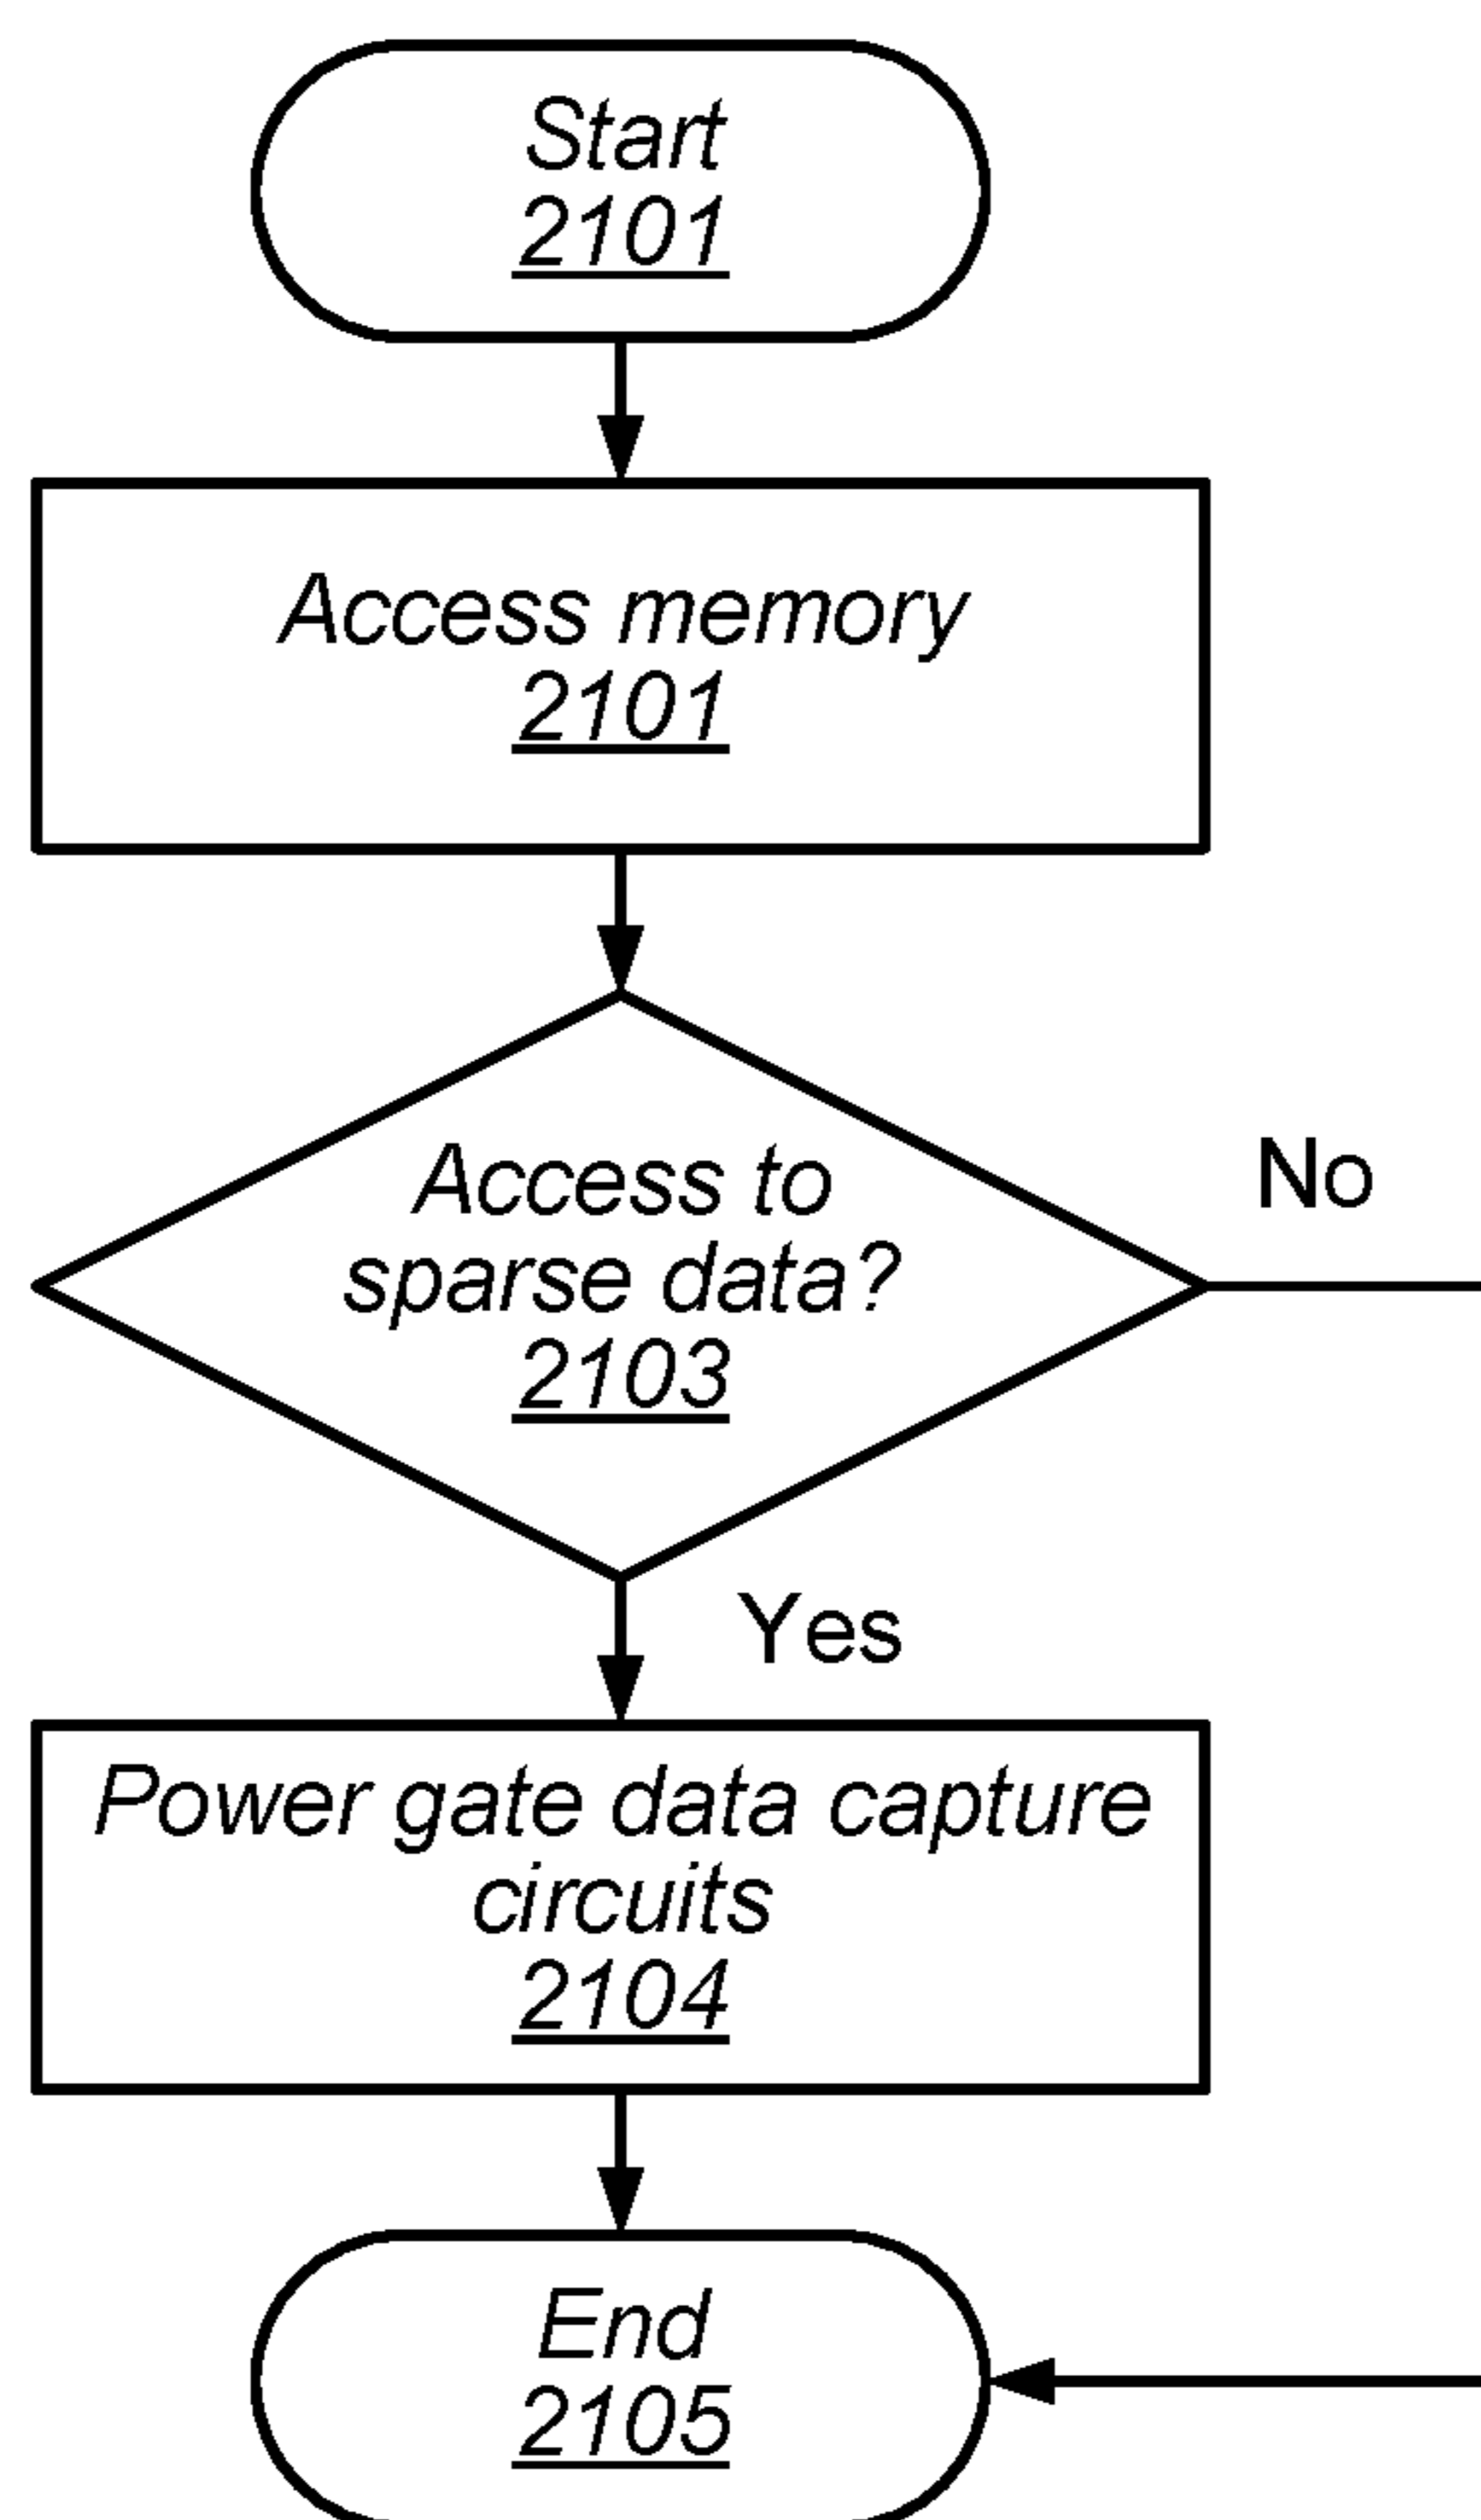 Start
2101
Access memory
2101
Access to
sparse data?
2103
No
Yes
Power gate data capture
circuits
2104
End
2105